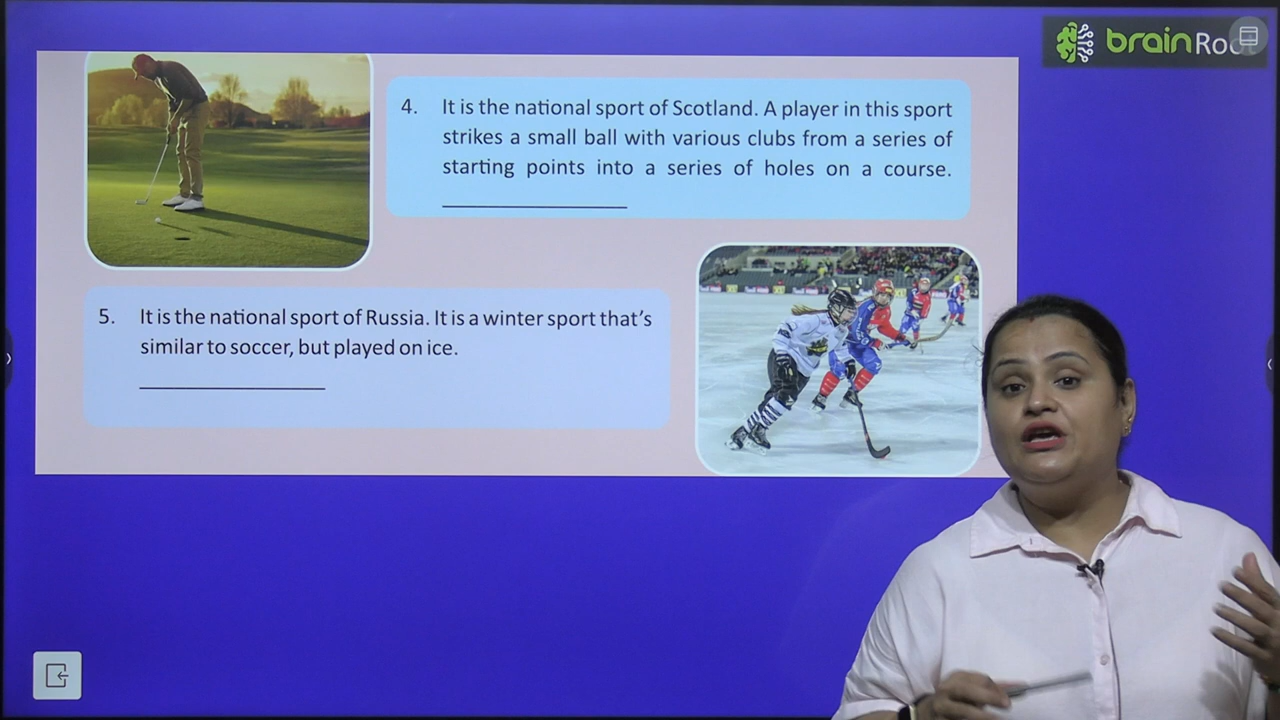 brainRoot
4. It is the national sport of Scotland. A player in this sport
strikes a small ball with various clubs from a series of
starting points into a series of holes on a course.
5. It is the national sport of Russia. It is a winter sport that's
similar to soccer, but played on ice.